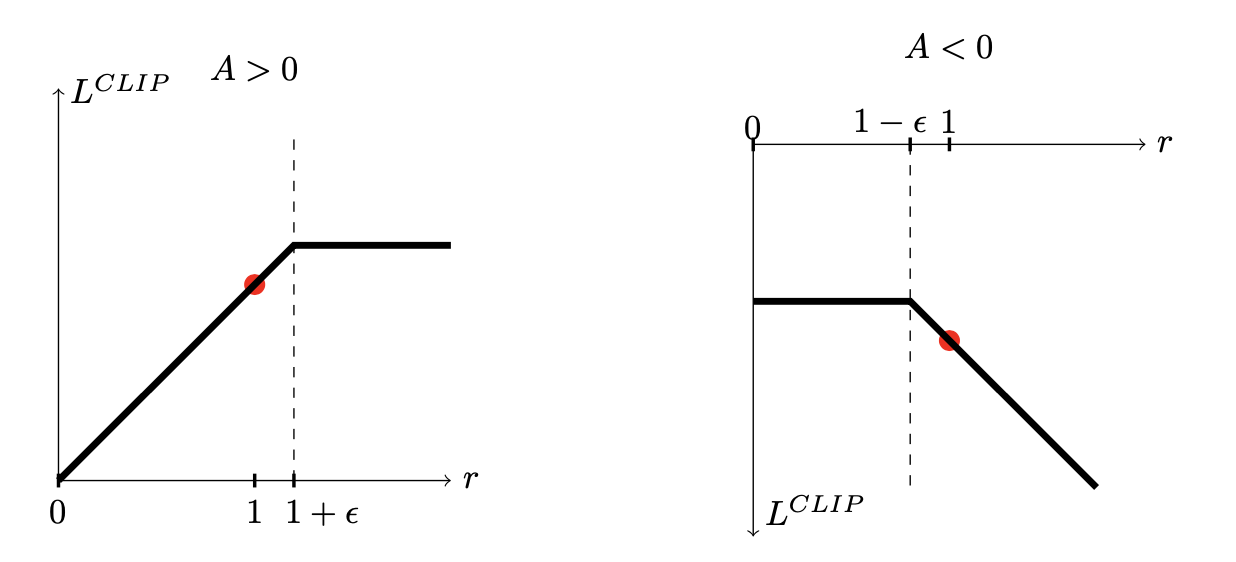 A > 0
L^{CLIP}
r
0 1 1 + ϵ
A < 0
0 1 − ϵ 1
r
L^{CLIP}